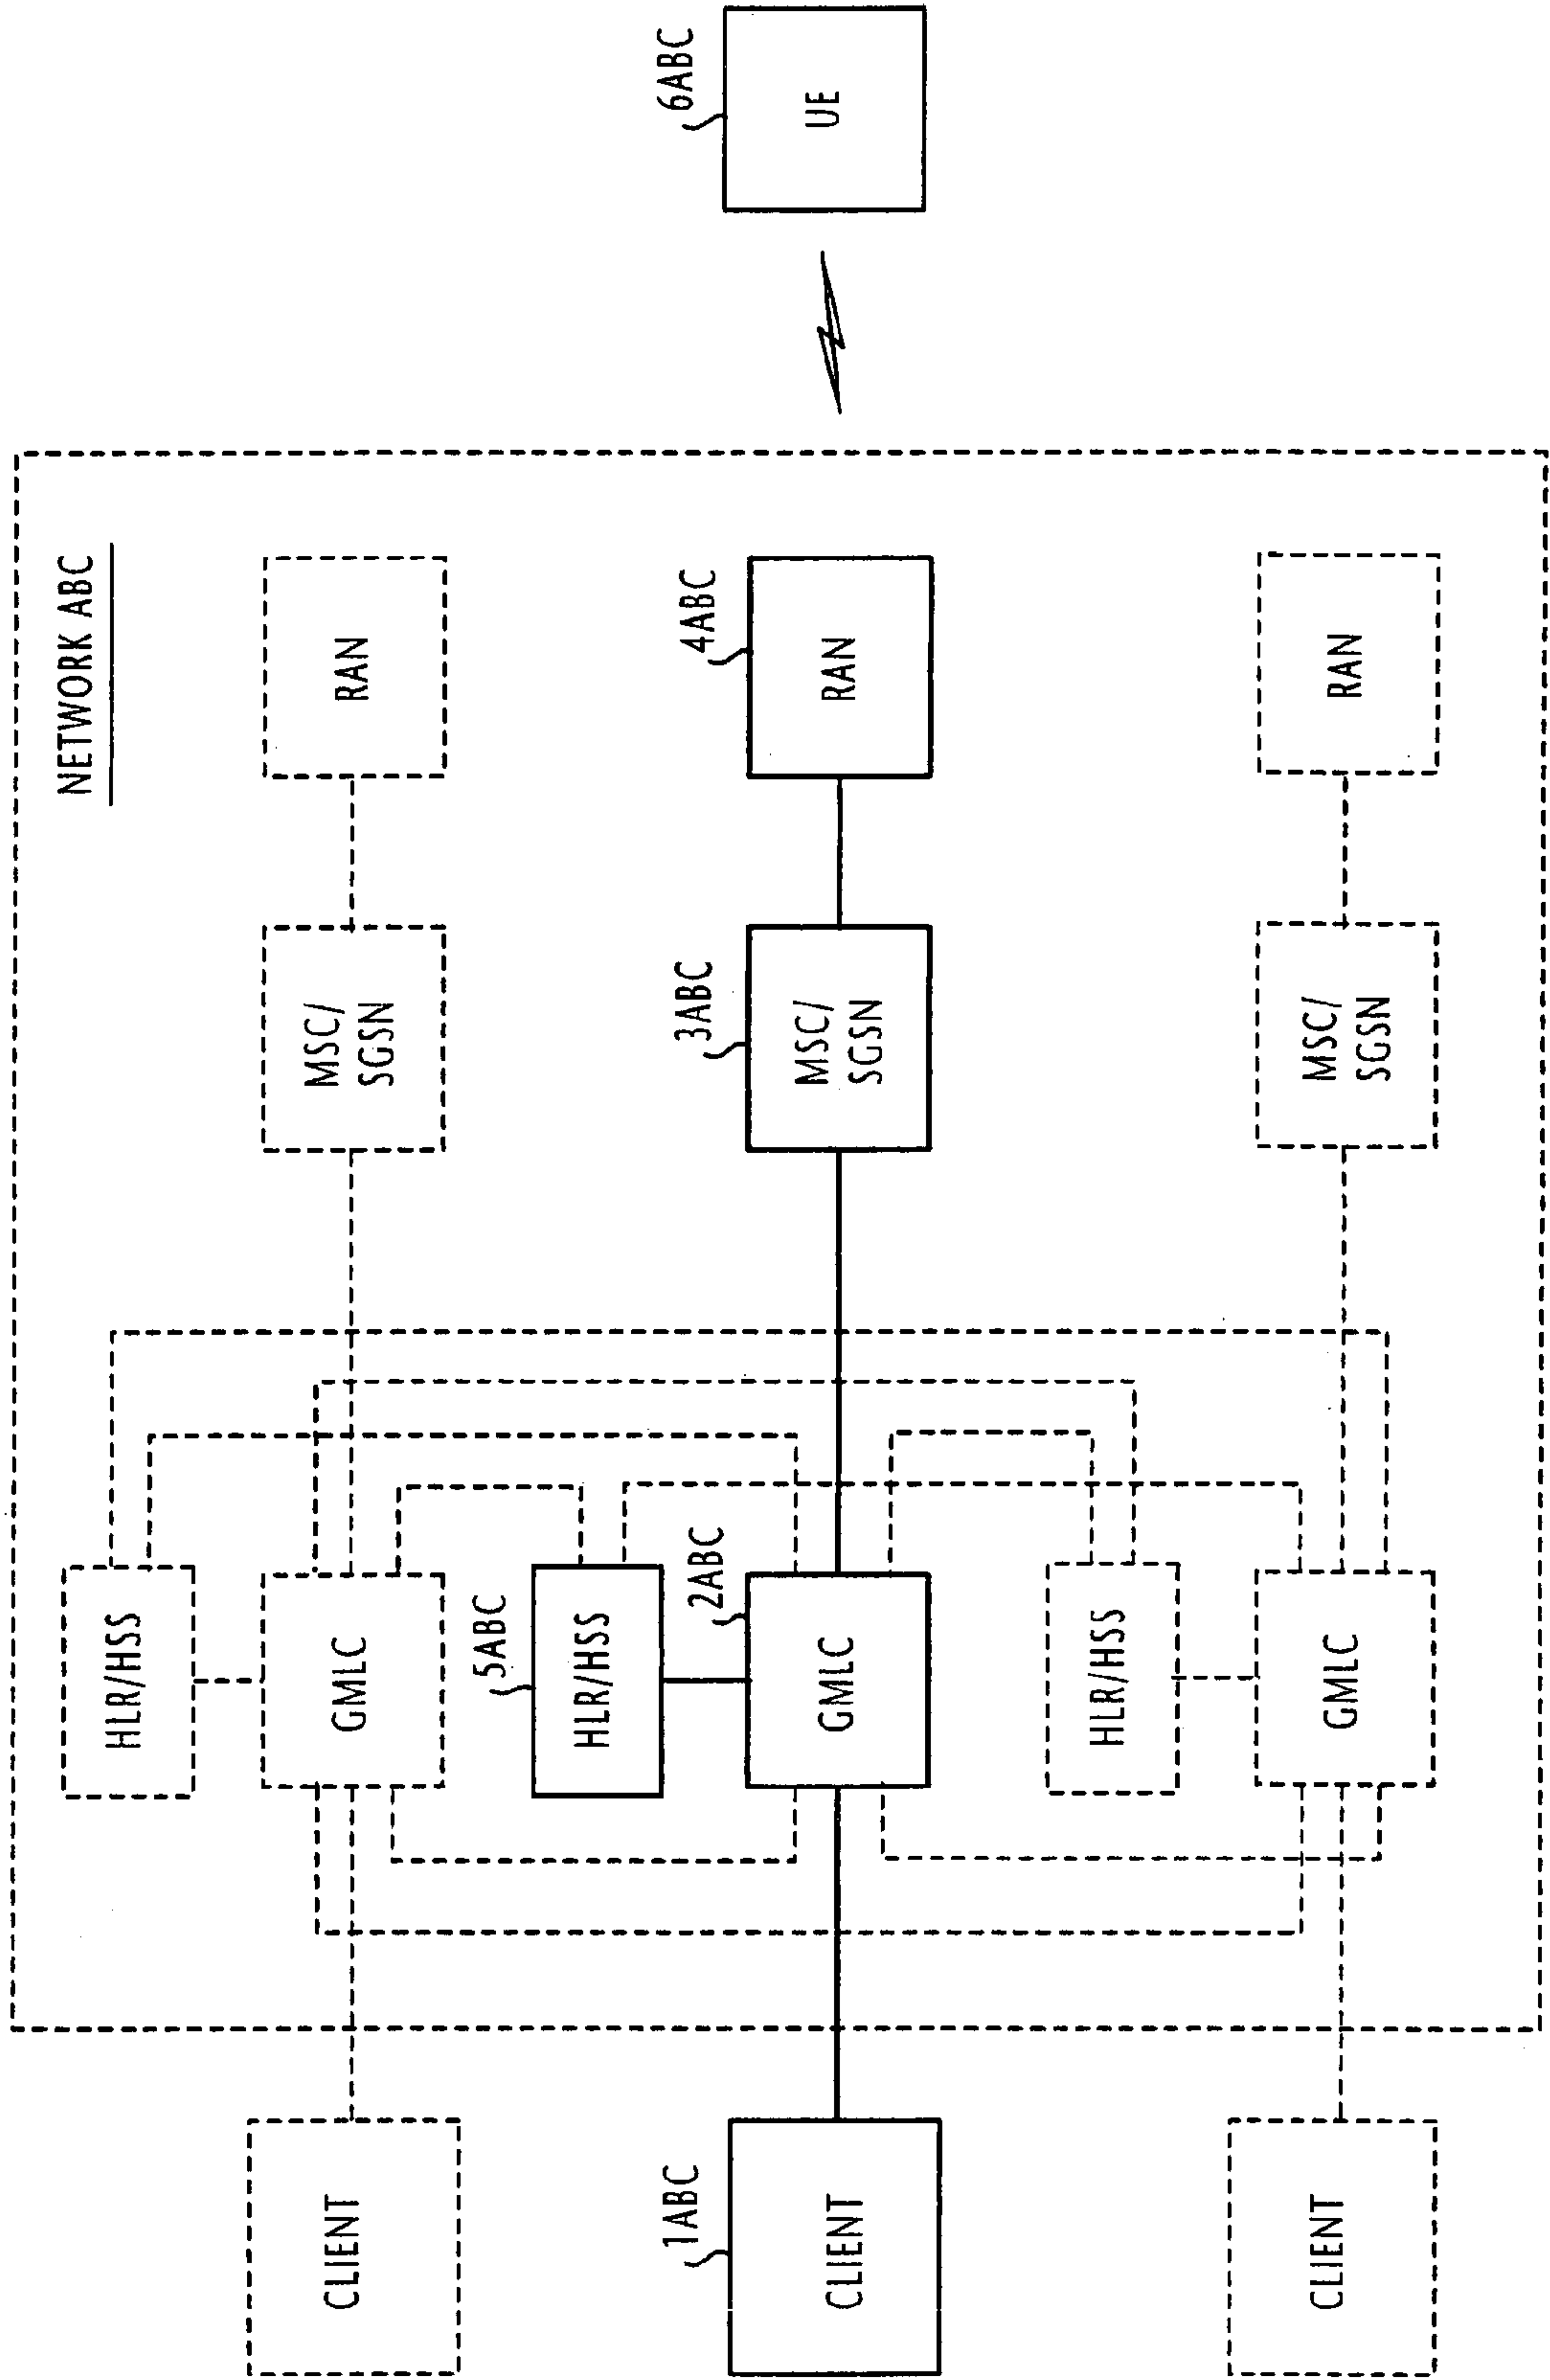 NETWORK ABC
HLR/HSS
CLIENT
GMLC
MSC/
SGSN
RAN
5ABC
HLR/HSS
1ABC
CLIENT
2ABC
GMLC
3ABC
MSC/
SGSN
4ABC
RAN
6ABC
UE
HLR/HSS
CLIENT
GMLC
MSC/
SGSN
RAN